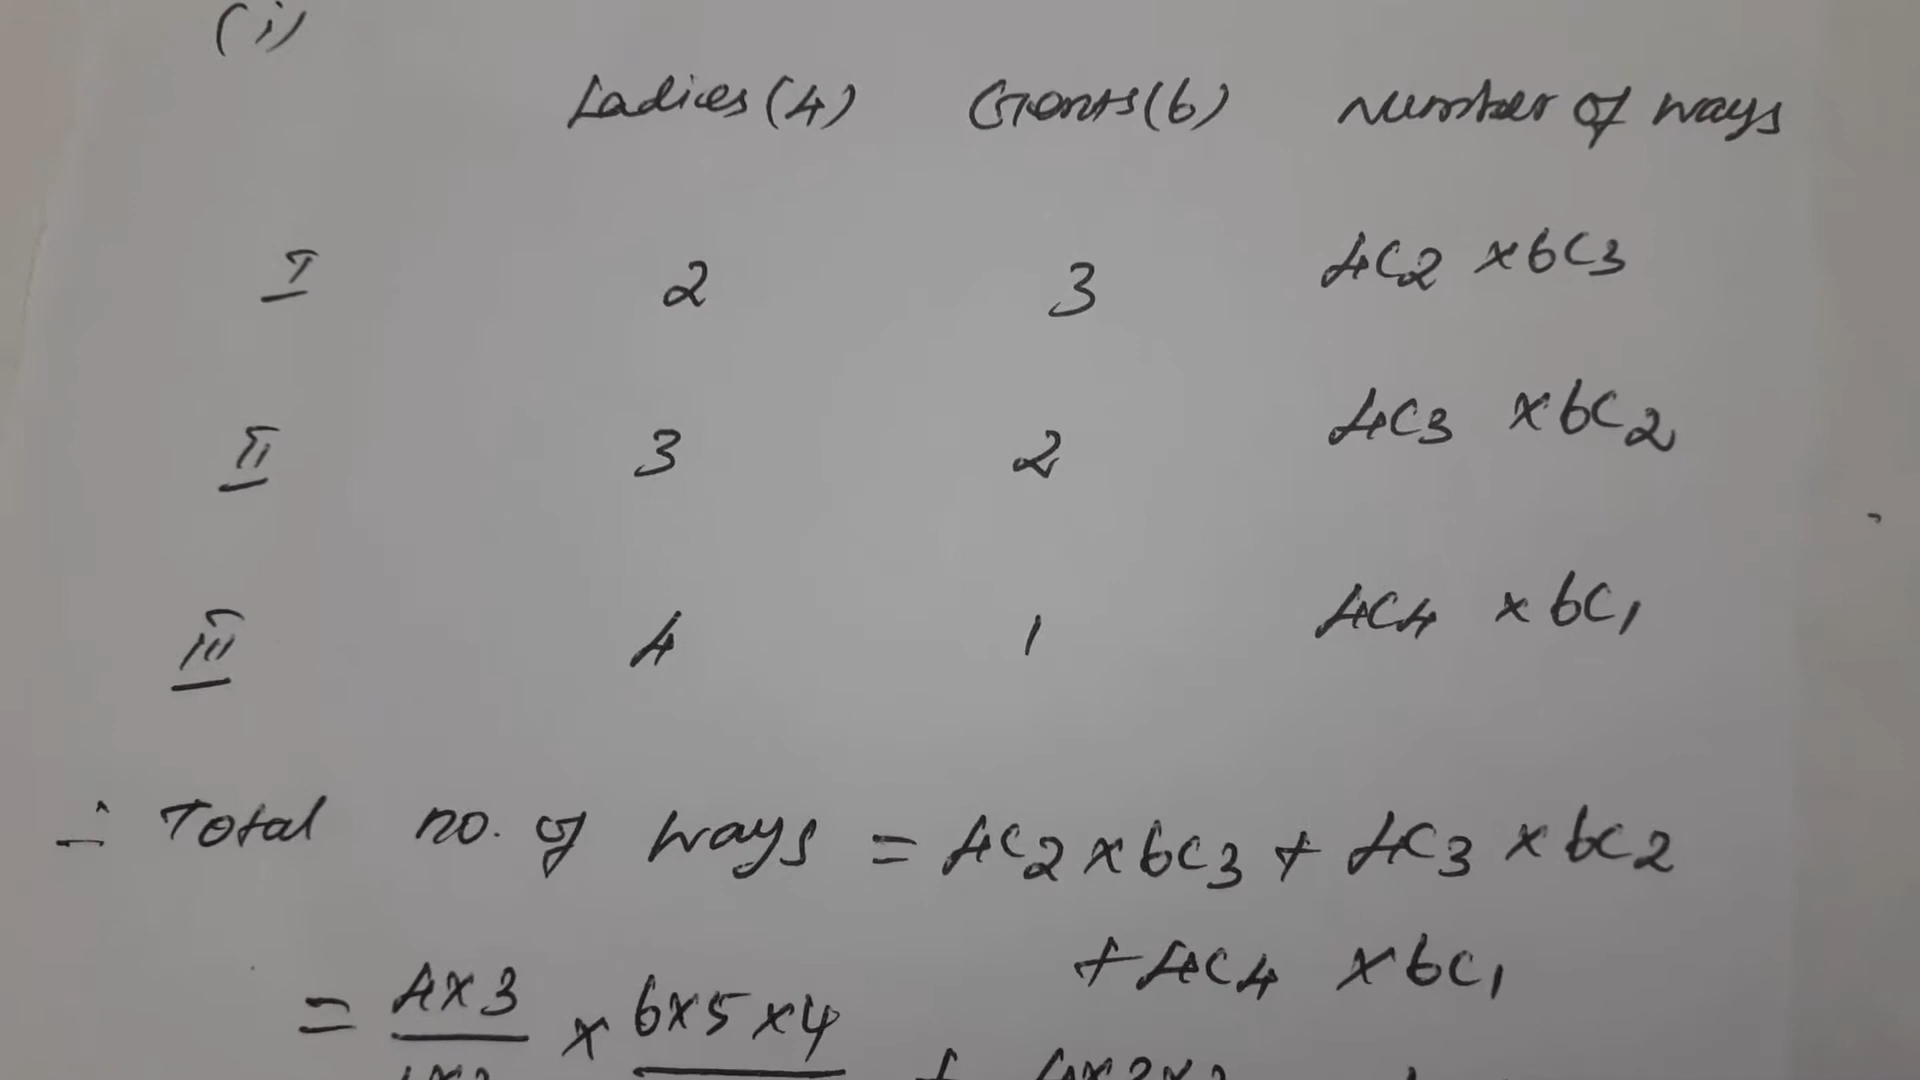 (i)
Ladies (4) Gents (6) Number of ways
I 2 3 4C2 × 6C3
II 3 2 4C3 × 6C2
III 4 1 4C4 × 6C1
∴ Total no. of ways = 4C2 × 6C3 + 4C3 × 6C2
+ 4C4 × 6C1
= 4×3 × 6×5×4